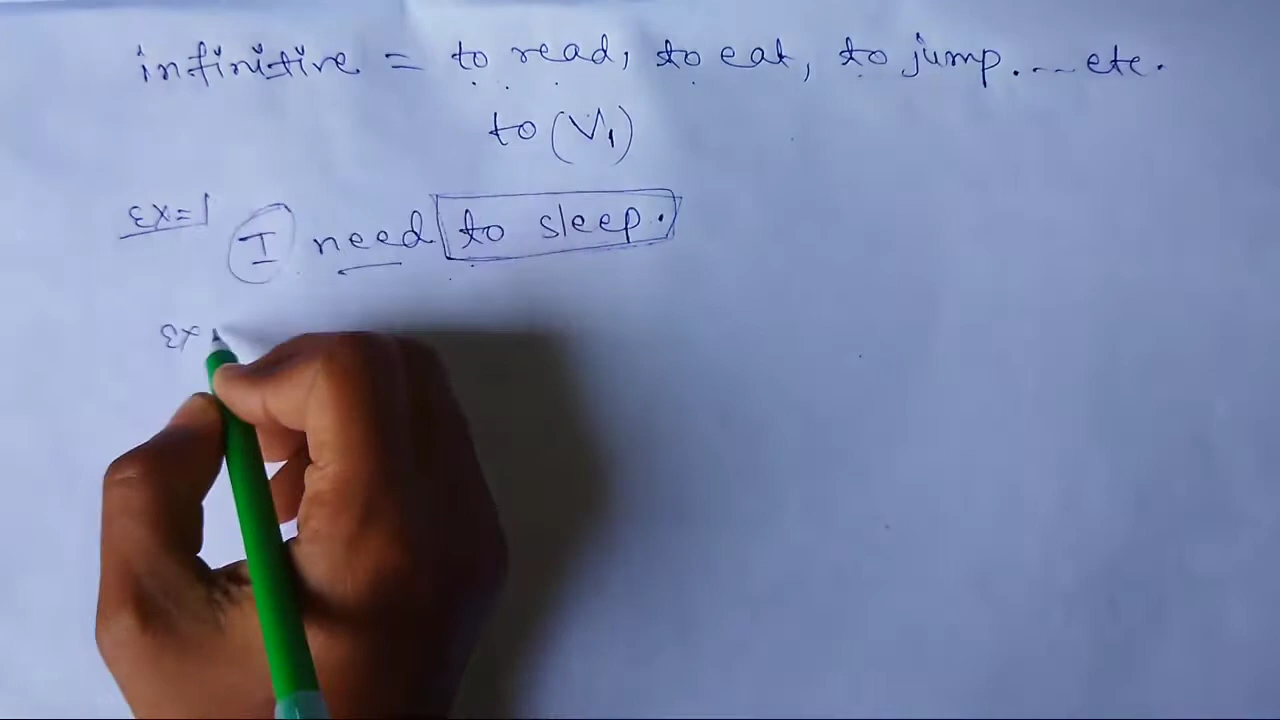 infinitive = to read, to eat, to jump.... etc.
to (V₁)
Ex=1 I need to sleep.
Ex